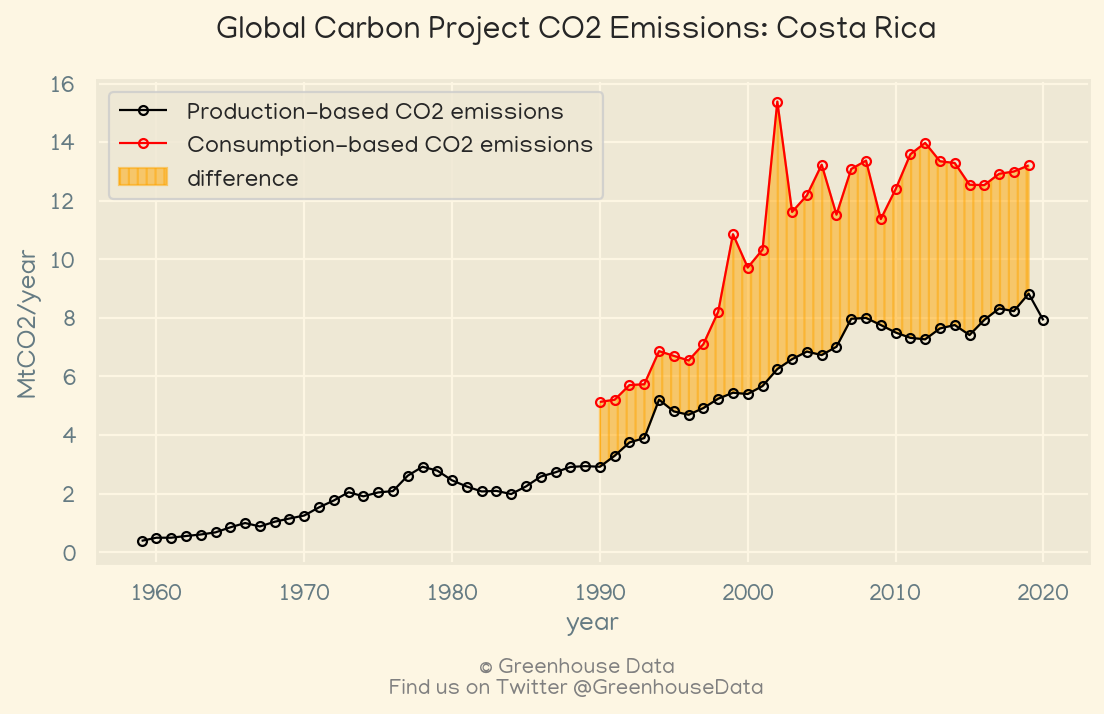 Global Carbon Project CO2 Emissions: Costa Rica
16
14
12
10
8
6
4
2
0
MtCO2/year
Production-based CO2 emissions
Consumption-based CO2 emissions
difference
1960 1970 1980 1990 2000 2010 2020
year
© Greenhouse Data
Find us on Twitter @GreenhouseData